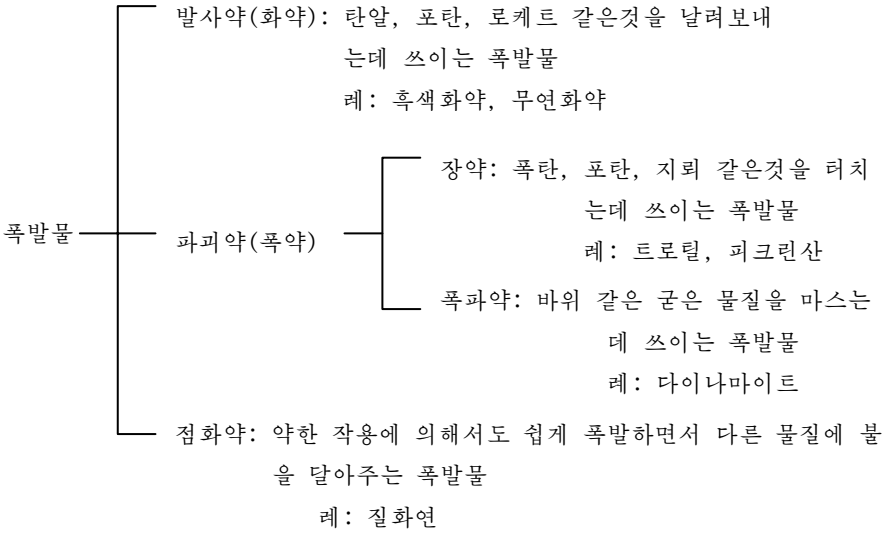 발사약(화약): 탄알, 포탄, 로케트 같은것을 날려보내
는데 쓰이는 폭발물
레: 흑색화약, 무연화약
장약: 폭탄, 포탄, 지뢰 같은것을 터치
는데 쓰이는 폭발물
레: 트로틸, 피크린산
폭발물
파괴약(폭약)
폭파약: 바위 같은 굳은 물질을 마스는
데 쓰이는 폭발물
레: 다이나마이트
점화약: 약한 작용에 의해서도 쉽게 폭발하면서 다른 물질에 불
을 달아주는 폭발물
레: 질화연